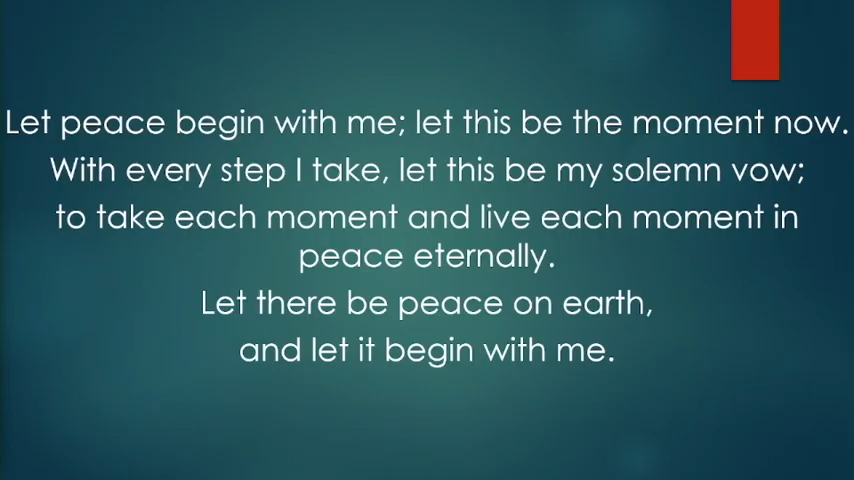 Let peace begin with me; let this be the moment now.
With every step I take, let this be my solemn vow;
to take each moment and live each moment in
peace eternally.
Let there be peace on earth,
and let it begin with me.